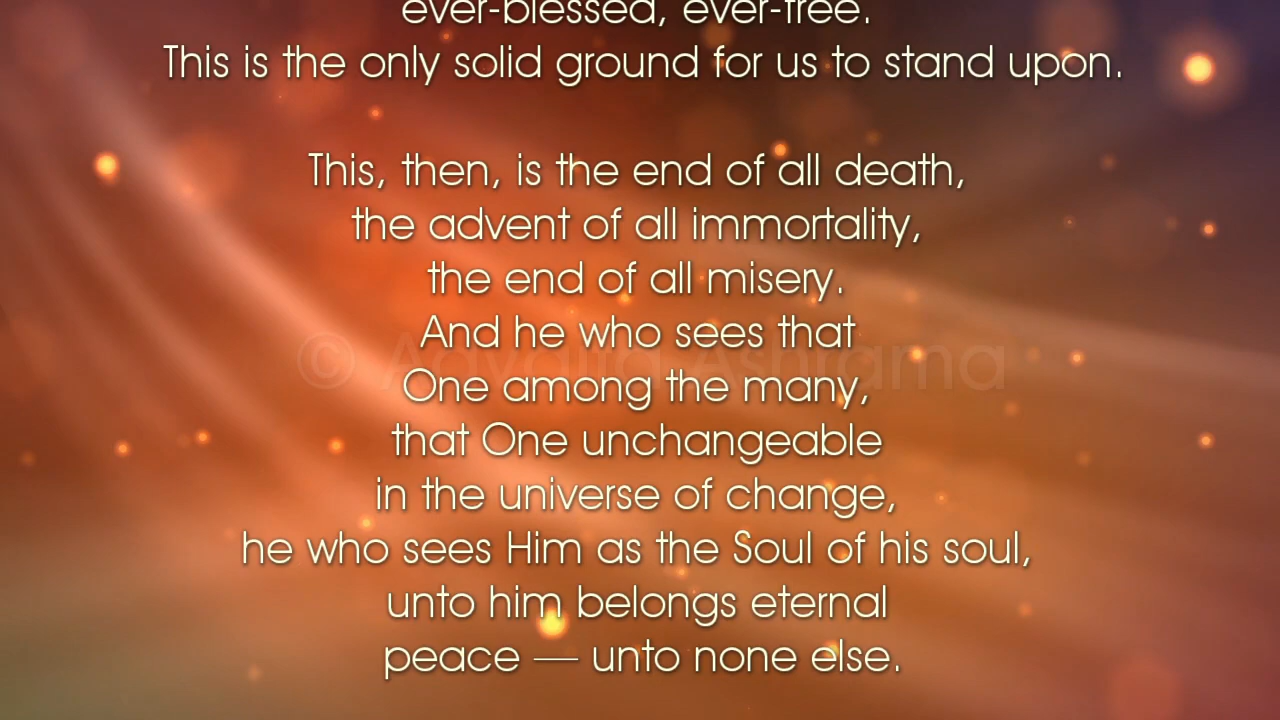 ever-blessed, ever-free.
This is the only solid ground for us to stand upon.
This, then, is the end of all death,
the advent of all immortality,
the end of all misery.
And he who sees that
© Advaita Ashrama
One among the many,
that One unchangeable
in the universe of change,
he who sees Him as the Soul of his soul,
unto him belongs eternal
peace — unto none else.